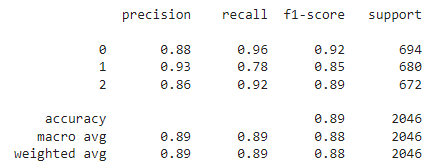 precision recall f1-score support
0 0.88 0.96 0.92 694
1 0.93 0.78 0.85 680
2 0.86 0.92 0.89 672
accuracy 0.89 2046
macro avg 0.89 0.89 0.88 2046
weighted avg 0.89 0.89 0.88 2046